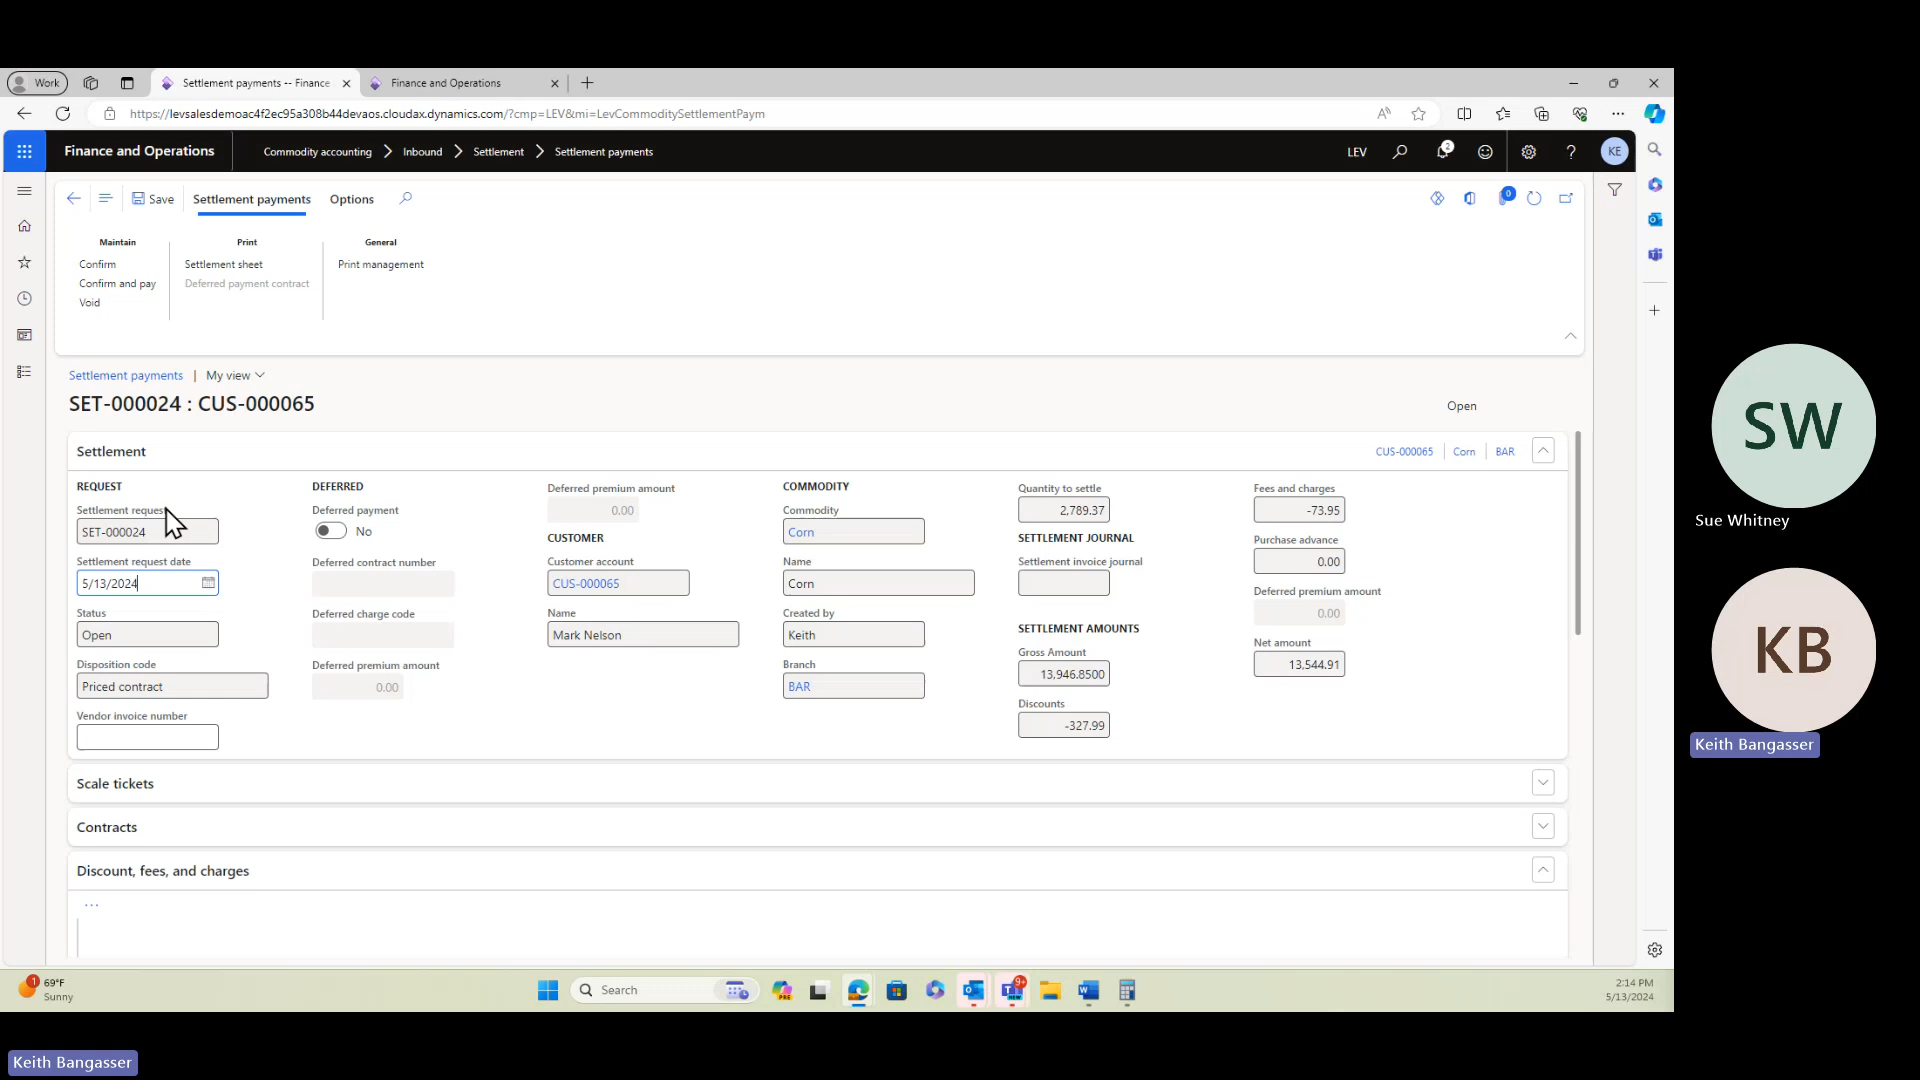 Work
Settlement payments -- Finance
Finance and Operations
https://levsalesdemoac4f2ec95a308b44devaos.cloudax.dynamics.com/?cmp=LEV&mi=LevCommoditySettlementPaym
Finance and Operations
Commodity accounting
Inbound
Settlement
Settlement payments
LEV
2
?
KE
Save
Settlement payments
Options
0
Maintain
Confirm
Confirm and pay
Void
Print
Settlement sheet
Deferred payment contract
General
Print management
Settlement payments | My view
SET-000024 : CUS-000065
Open
Settlement
CUS-000065 | Corn | BAR
REQUEST
Settlement request
SET-000024
Settlement request date
5/13/2024
Status
Open
Disposition code
Priced contract
Vendor invoice number
DEFERRED
Deferred payment
No
Deferred contract number
Deferred charge code
Deferred premium amount
0.00
Deferred premium amount
0.00
CUSTOMER
Customer account
CUS-000065
Name
Mark Nelson
COMMODITY
Commodity
Corn
Name
Corn
Created by
Keith
Branch
BAR
Quantity to settle
2,789.37
SETTLEMENT JOURNAL
Settlement invoice journal
SETTLEMENT AMOUNTS
Gross Amount
13,946.8500
Discounts
-327.99
Fees and charges
-73.95
Purchase advance
0.00
Deferred premium amount
0.00
Net amount
13,544.91
Scale tickets
Contracts
Discount, fees, and charges
...
SW
Sue Whitney
KB
Keith Bangasser
1
69°F
Sunny
Search
PRE
9+
NEW
2:14 PM
5/13/2024
Keith Bangasser